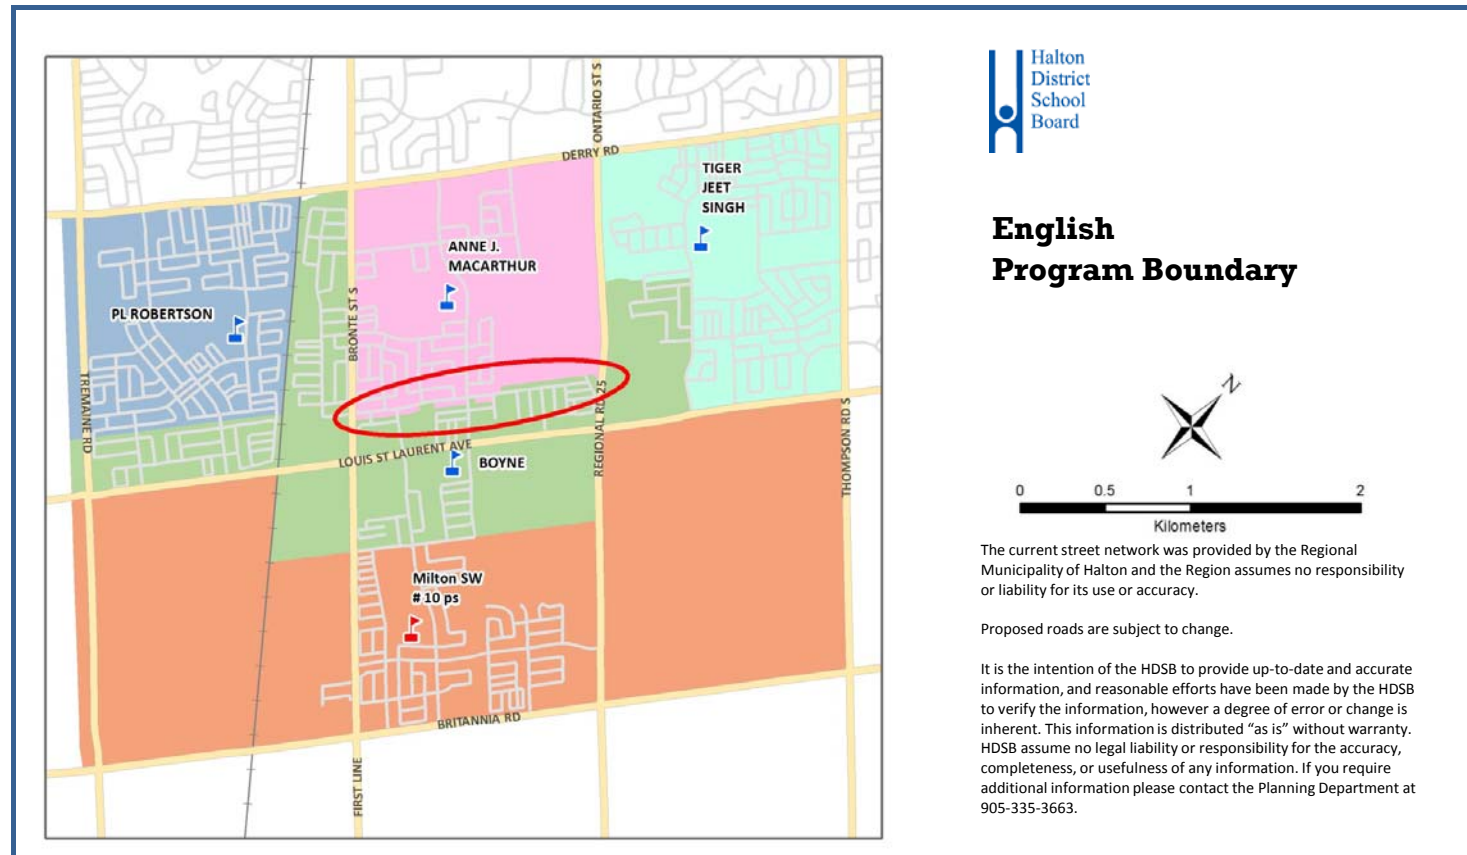 ONTARIO ST S
DERRY RD
TIGER
JEET
SINGH
ANNE J.
MACARTHUR
PL ROBERTSON
BRONTE ST S
TREMAINE RD
REGIONAL RD 25
THOMPSON RD S
LOUIS ST LAURENT AVE
BOYNE
Milton SW
# 10 ps
BRITANNIA RD
FIRST LINE
Halton
District
School
Board
English
Program Boundary
N
0 0.5 1 2
Kilometers
The current street network was provided by the Regional
Municipality of Halton and the Region assumes no responsibility
or liability for its use or accuracy.
Proposed roads are subject to change.
It is the intention of the HDSB to provide up-to-date and accurate
information, and reasonable efforts have been made by the HDSB
to verify the information, however a degree of error or change is
inherent. This information is distributed “as is” without warranty.
HDSB assume no legal liability or responsibility for the accuracy,
completeness, or usefulness of any information. If you require
additional information please contact the Planning Department at
905-335-3663.